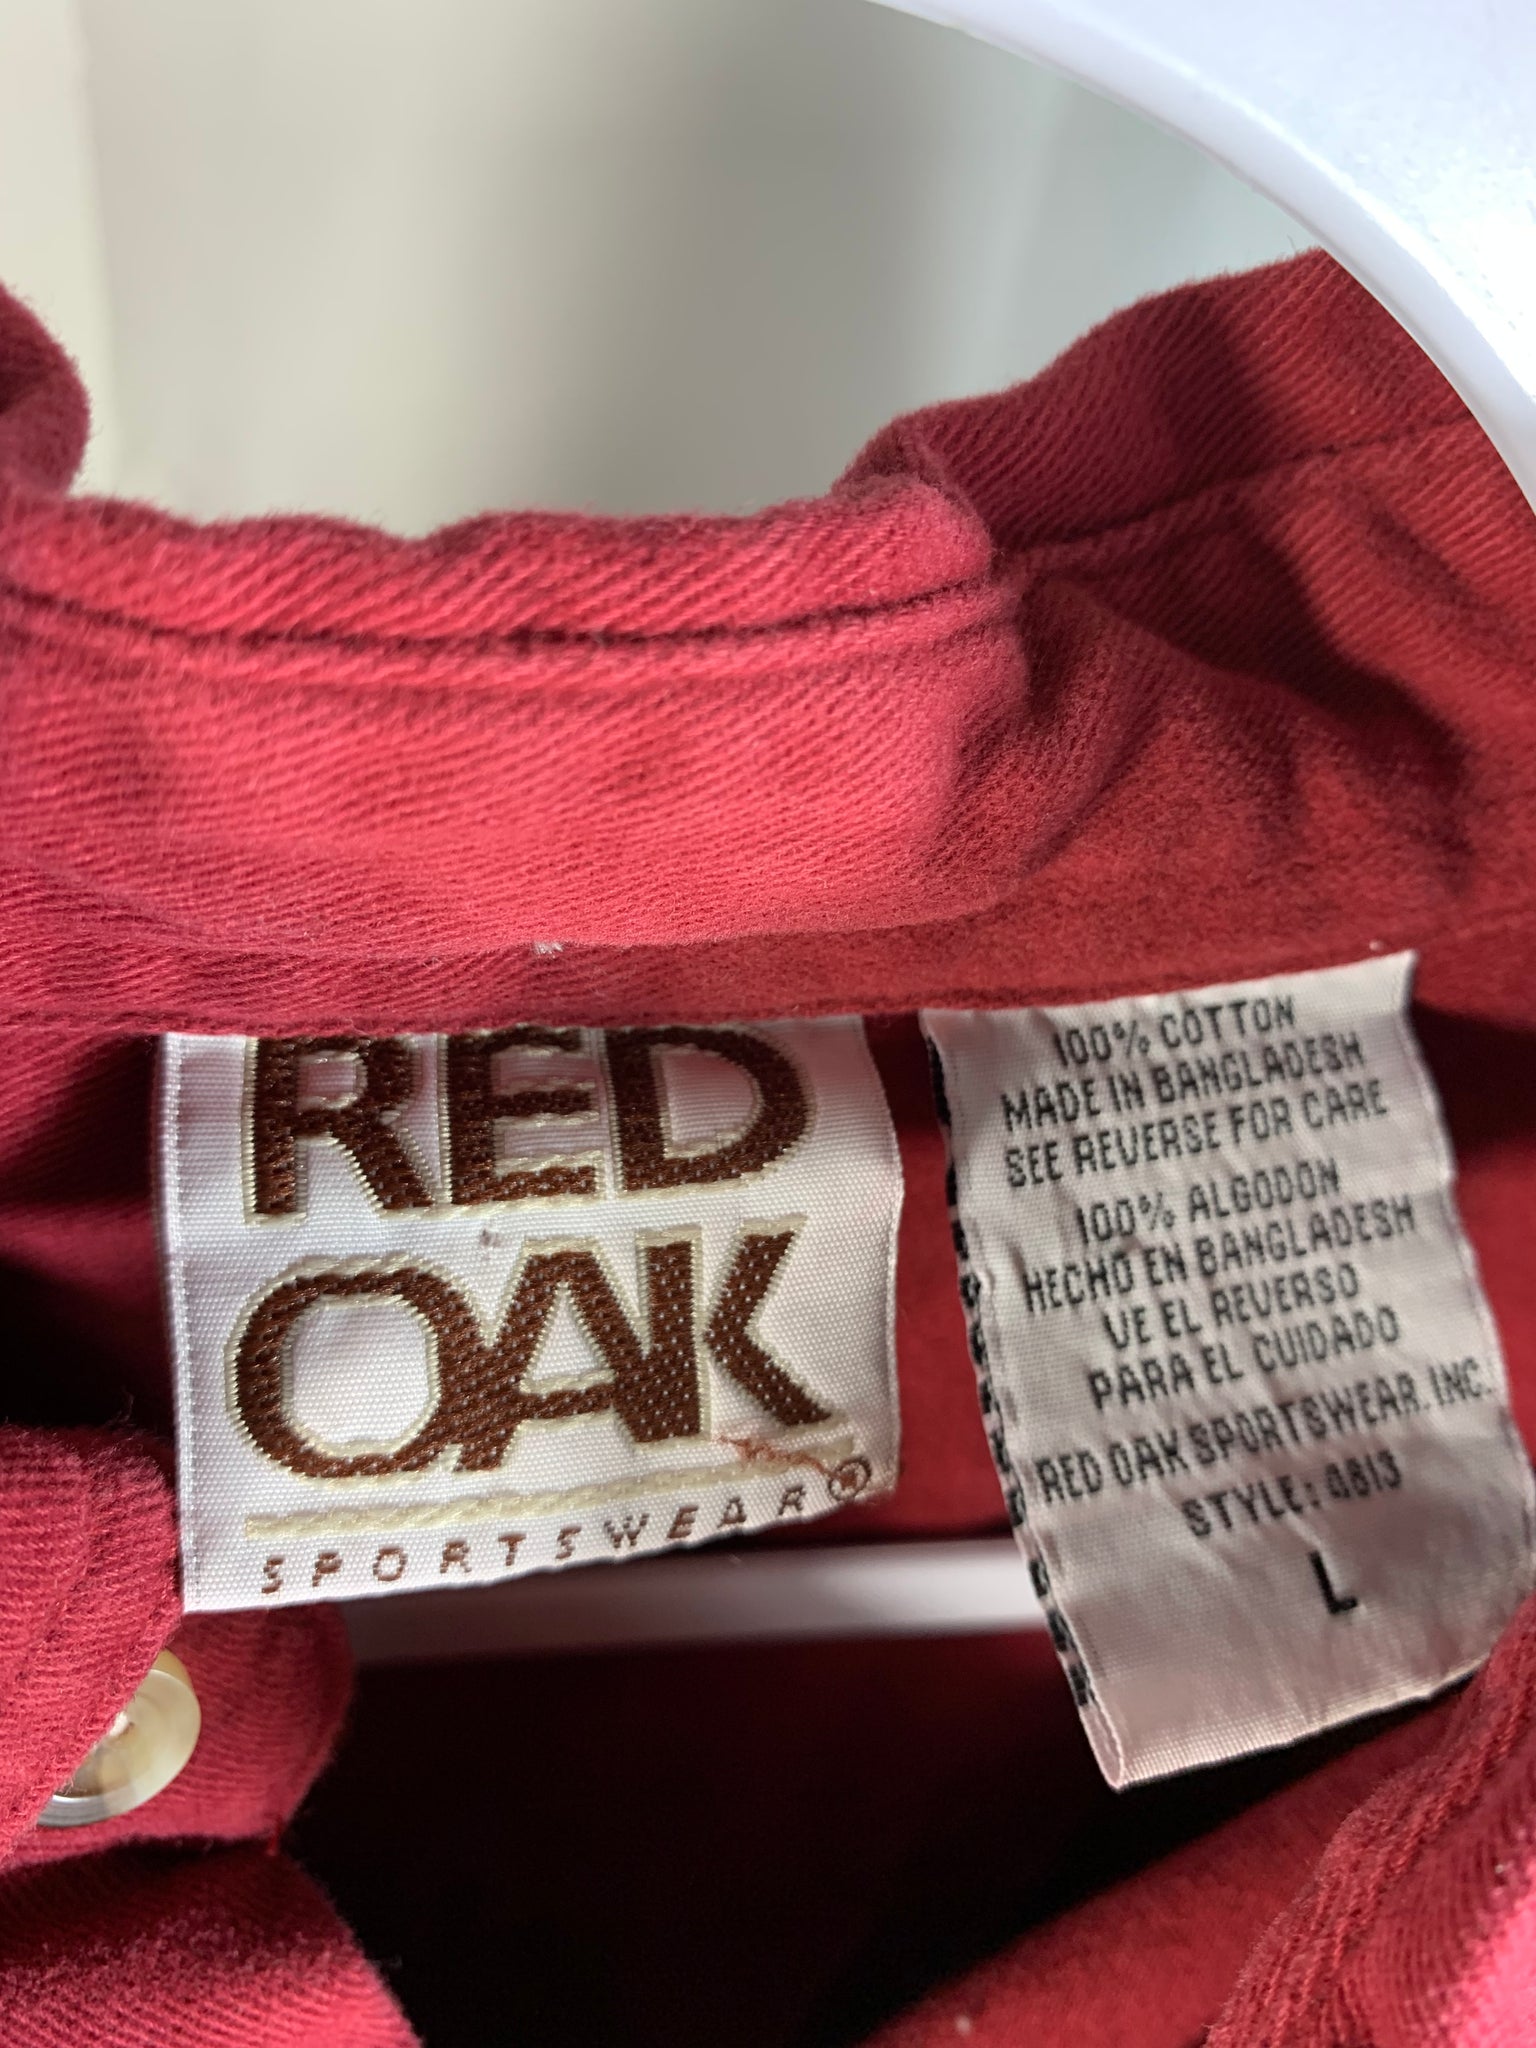 RED
OAK
SPORTSWEAR®
100% COTTON
MADE IN BANGLADESH
SEE REVERSE FOR CARE
100% ALGODON
HECHO EN BANGLADESH
VE EL REVERSO
PARA EL CUIDADO
RED OAK SPORTSWEAR. INC.
STYLE: 4613
L